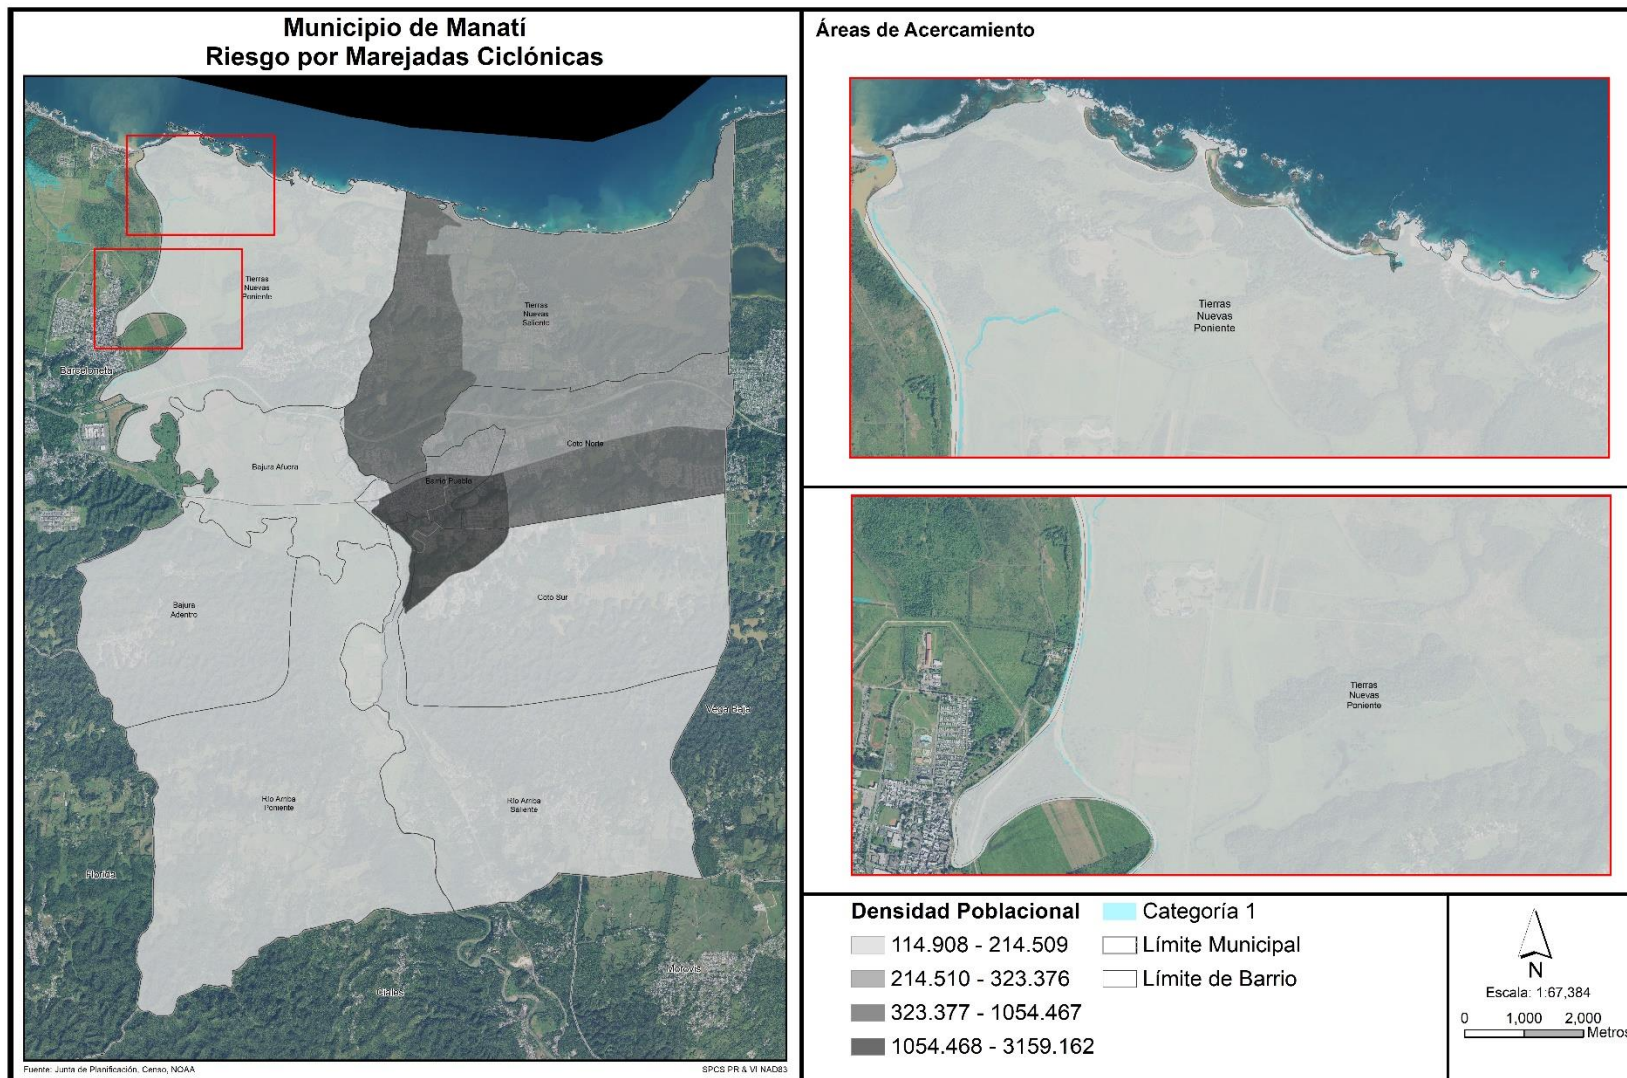 Municipio de Manatí
Riesgo por Marejadas Ciclónicas
Tierras
Nuevas
Poniente
Tierras
Nuevas
Saliente
Barceloneta
Coto Norte
Bajura Afuera
Barrio Pueblo
Bajura
Adentro
Coto Sur
Vega Baja
Río Arriba
Poniente
Río Arriba
Saliente
Florida
Morovis
Ciales
Fuente: Junta de Planificación, Censo, NOAA
SPCS PR & VI NAD83
Áreas de Acercamiento
Tierras
Nuevas
Poniente
Tierras
Nuevas
Poniente
Densidad Poblacional
114.908 - 214.509
214.510 - 323.376
323.377 - 1054.467
1054.468 - 3159.162
Categoría 1
Límite Municipal
Límite de Barrio
N
Escala: 1:67,384
0 1,000 2,000
Metros